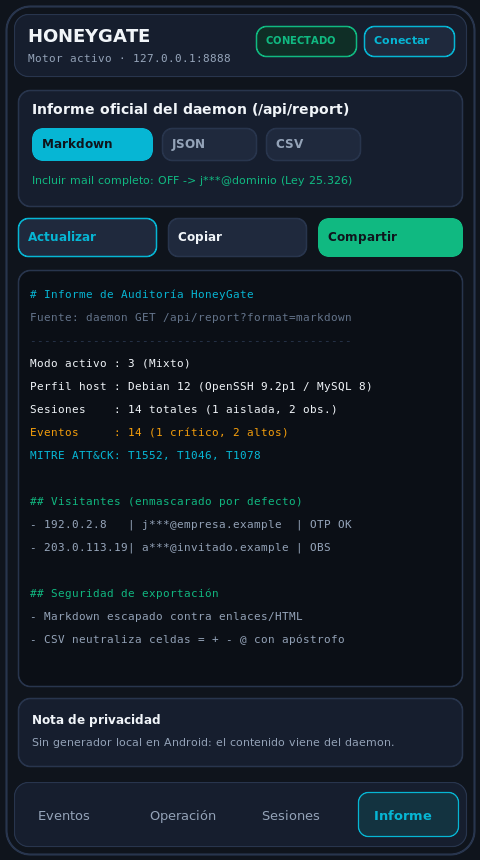 HONEYGATE
Motor activo · 127.0.0.1:8888
CONECTADO
Conectar
Informe oficial del daemon (/api/report)
Markdown
JSON
CSV
Incluir mail completo: OFF -> j***@dominio (Ley 25.326)
Actualizar
Copiar
Compartir
# Informe de Auditoría HoneyGate
Fuente: daemon GET /api/report?format=markdown
----------------------------------------------
Modo activo : 3 (Mixto)
Perfil host : Debian 12 (OpenSSH 9.2p1 / MySQL 8)
Sesiones    : 14 totales (1 aislada, 2 obs.)
Eventos     : 14 (1 crítico, 2 altos)
MITRE ATT&CK: T1552, T1046, T1078
## Visitantes (enmascarado por defecto)
- 192.0.2.8   | j***@empresa.example  | OTP OK
- 203.0.113.19| a***@invitado.example | OBS
## Seguridad de exportación
- Markdown escapado contra enlaces/HTML
- CSV neutraliza celdas = + - @ con apóstrofo
Nota de privacidad
Sin generador local en Android: el contenido viene del daemon.
Eventos
Operación
Sesiones
Informe